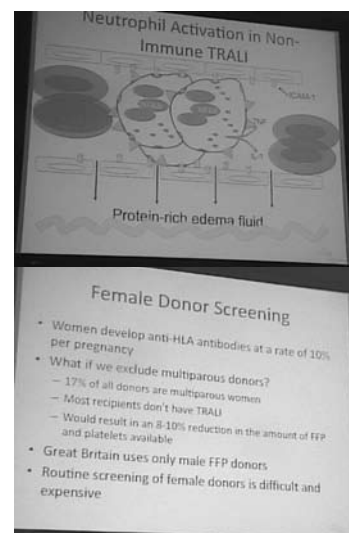 Neutrophil Activation in Non-
Immune TRALI
ICAM-1
Protein-rich edema fluid
Female Donor Screening
• Women develop anti-HLA antibodies at a rate of 10%
per pregnancy
• What if we exclude multiparous donors?
– 17% of all donors are multiparous women
– Most recipients don't have TRALI
– Would result in an 8-10% reduction in the amount of FFP
and platelets available
• Great Britain uses only male FFP donors
• Routine screening of female donors is difficult and
expensive